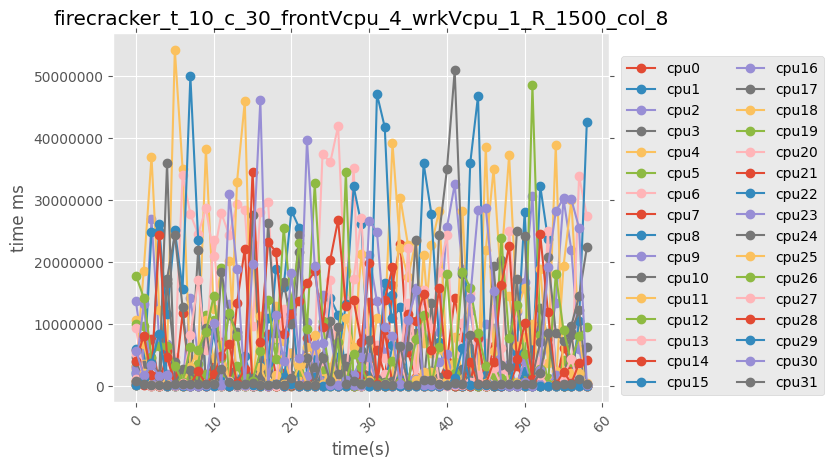 firecracker_t_10_c_30_frontVcpu_4_wrkVcpu_1_R_1500_col_8
time ms
50000000
40000000
30000000
20000000
10000000
0
0
10
20
30
40
50
60
time(s)
cpu0
cpu1
cpu2
cpu3
cpu4
cpu5
cpu6
cpu7
cpu8
cpu9
cpu10
cpu11
cpu12
cpu13
cpu14
cpu15
cpu16
cpu17
cpu18
cpu19
cpu20
cpu21
cpu22
cpu23
cpu24
cpu25
cpu26
cpu27
cpu28
cpu29
cpu30
cpu31